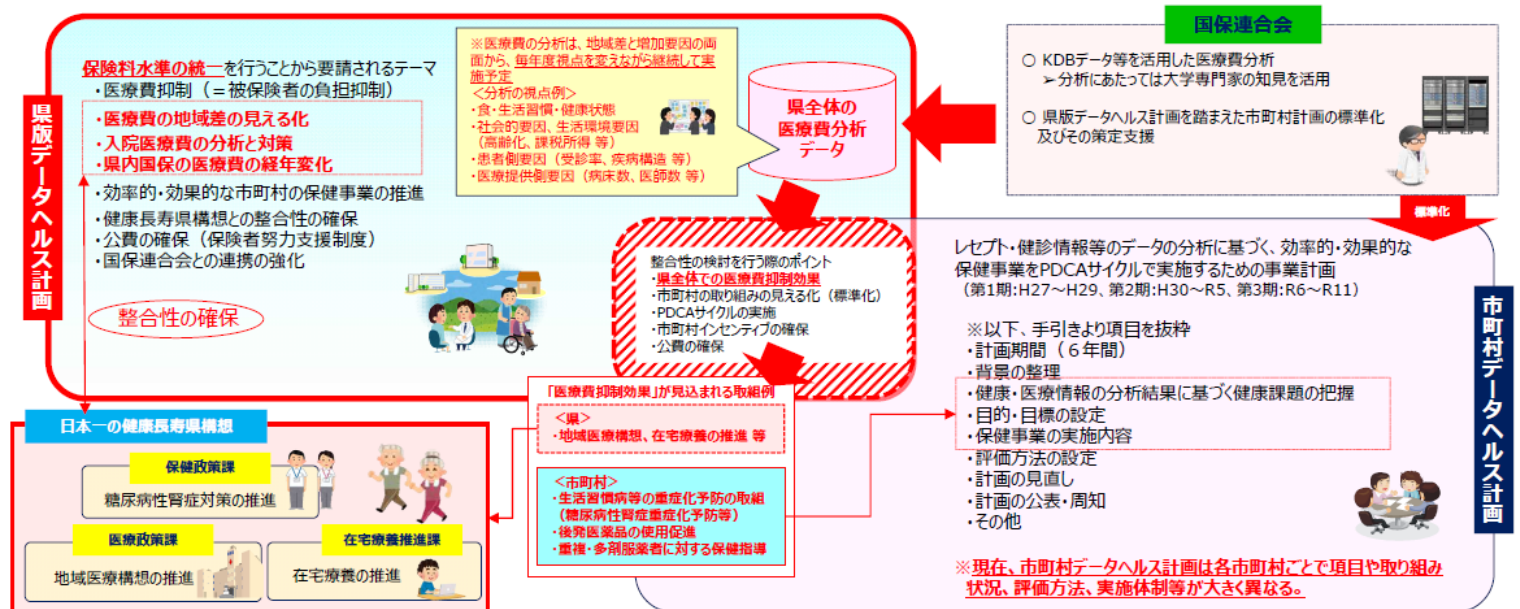 県版データヘルス計画
保険料水準の統一を行うことから要請されるテーマ
・医療費抑制（＝被保険者の負担抑制）
・医療費の地域差の見える化
・入院医療費の分析と対策
・県内国保の医療費の経年変化
・効率的・効果的な市町村の保健事業の推進
・健康長寿県構想との整合性の確保
・公費の確保（保険者努力支援制度）
・国保連合会との連携の強化
整合性の確保
※医療費の分析は、地域差と増加要因の両
面から、毎年度視点を変えながら継続して実
施予定
＜分析の視点例＞
・食・生活習慣・健康状態
・社会的要因、生活環境要因
（高齢化、課税所得 等）
・患者側要因（受診率、疾病構造 等）
・医療提供側要因（病床数、医師数 等）
県全体の
医療費分析
データ
国保連合会
○ KDBデータ等を活用した医療費分析
➢分析にあたっては大学専門家の知見を活用
○ 県版データヘルス計画を踏まえた市町村計画の標準化
及びその策定支援
標準化
整合性の検討を行う際のポイント
・県全体での医療費抑制効果
・市町村の取り組みの見える化（標準化）
・PDCAサイクルの実施
・市町村インセンティブの確保
・公費の確保
市町村データヘルス計画
レセプト・健診情報等のデータの分析に基づく、効率的・効果的な
保健事業をPDCAサイクルで実施するための事業計画
（第1期:H27～H29、第2期:H30～R5、第3期:R6～R11）
※以下、手引きより項目を抜粋
・計画期間（６年間）
・背景の整理
・健康・医療情報の分析結果に基づく健康課題の把握
・目的・目標の設定
・保健事業の実施内容
・評価方法の設定
・計画の見直し
・計画の公表・周知
・その他
※現在、市町村データヘルス計画は各市町村ごとで項目や取り組み
状況、評価方法、実施体制等が大きく異なる。
「医療費抑制効果」が見込まれる取組例
＜県＞
・地域医療構想、在宅療養の推進 等
＜市町村＞
・生活習慣病等の重症化予防の取組
（糖尿病性腎症重症化予防等）
・後発医薬品の使用促進
・重複・多剤服薬者に対する保健指導
日本一の健康長寿県構想
保健政策課
糖尿病性腎症対策の推進
医療政策課
地域医療構想の推進
在宅療養推進課
在宅療養の推進